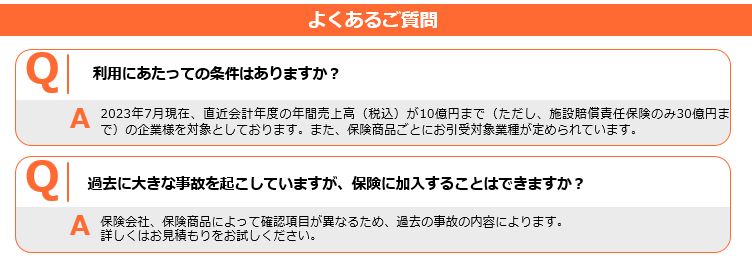 よくあるご質問
Q 利用にあたっての条件はありますか？
A 2023年7月現在、直近会計年度の年間売上高（税込）が10億円まで（ただし、施設賠償責任保険のみ30億円ま
で）の企業様を対象としております。また、保険商品ごとにお引受対象業種が定められています。
Q 過去に大きな事故を起こしていますが、保険に加入することはできますか？
A 保険会社、保険商品によって確認項目が異なるため、過去の事故の内容によります。
詳しくはお見積もりをお試しください。